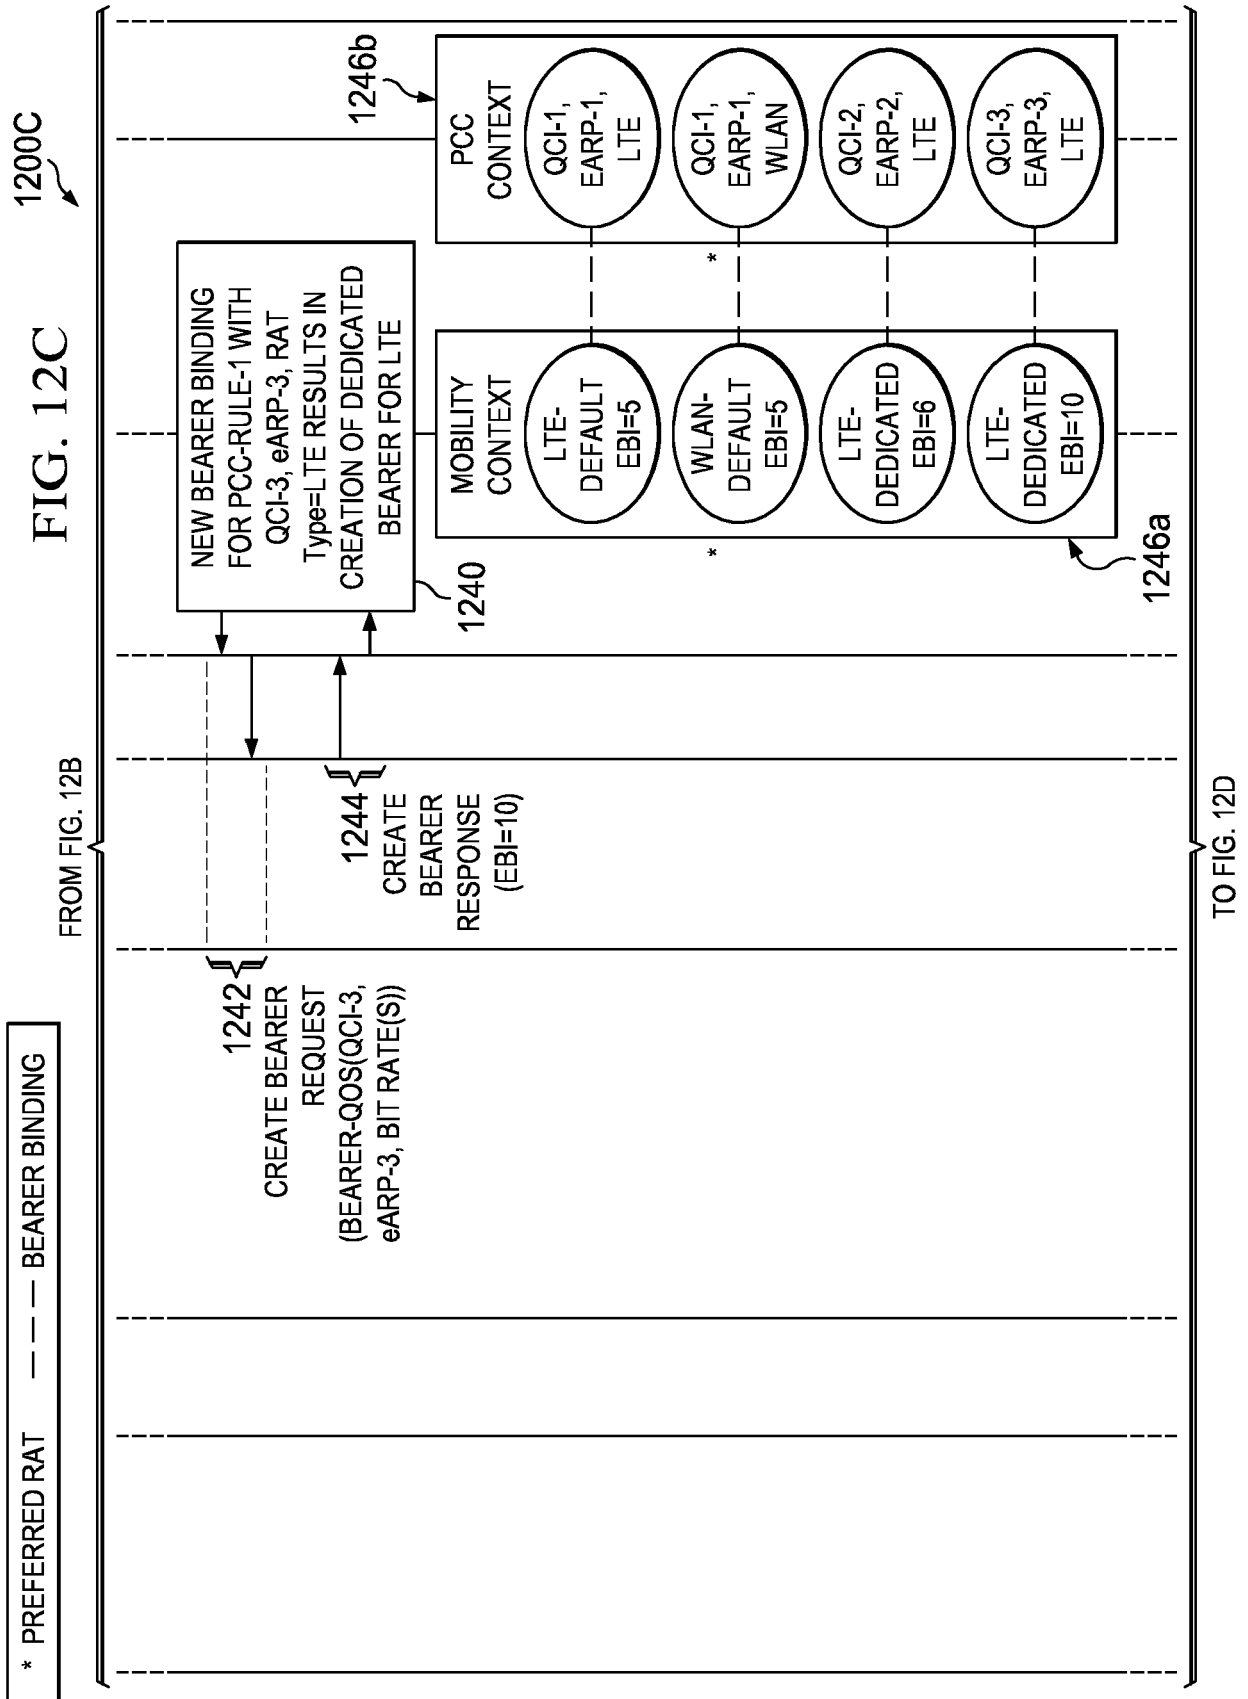 * PREFERRED RAT — — — BEARER BINDING
FIG. 12C
1200C
FROM FIG. 12B
NEW BEARER BINDING
FOR PCC-RULE-1 WITH
QCI-3, eARP-3, RAT
Type=LTE RESULTS IN
CREATION OF DEDICATED
BEARER FOR LTE
1240
1242
CREATE BEARER
REQUEST
(BEARER-QOS(QCI-3,
eARP-3, BIT RATE(S))
1244
CREATE
BEARER
RESPONSE
(EBI=10)
MOBILITY
CONTEXT
*
LTE-
DEFAULT
EBI=5
WLAN-
DEFAULT
EBI=5
LTE-
DEDICATED
EBI=6
LTE-
DEDICATED
EBI=10
1246a
PCC
CONTEXT
*
QCI-1,
EARP-1,
LTE
QCI-1,
EARP-1,
WLAN
QCI-2,
EARP-2,
LTE
QCI-3,
EARP-3,
LTE
1246b
TO FIG. 12D